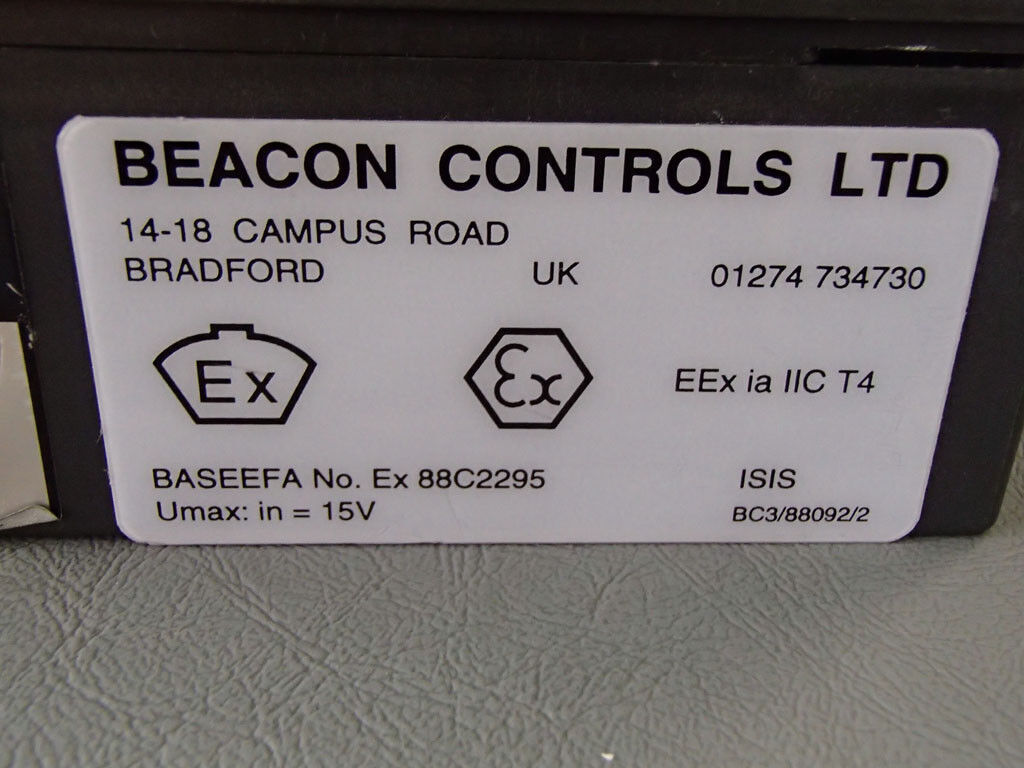 BEACON CONTROLS LTD
14-18 CAMPUS ROAD
BRADFORD UK 01274 734730
Ex Ex EEx ia IIC T4
BASEEFA No. Ex 88C2295 ISIS
Umax: in = 15V BC3/88092/2